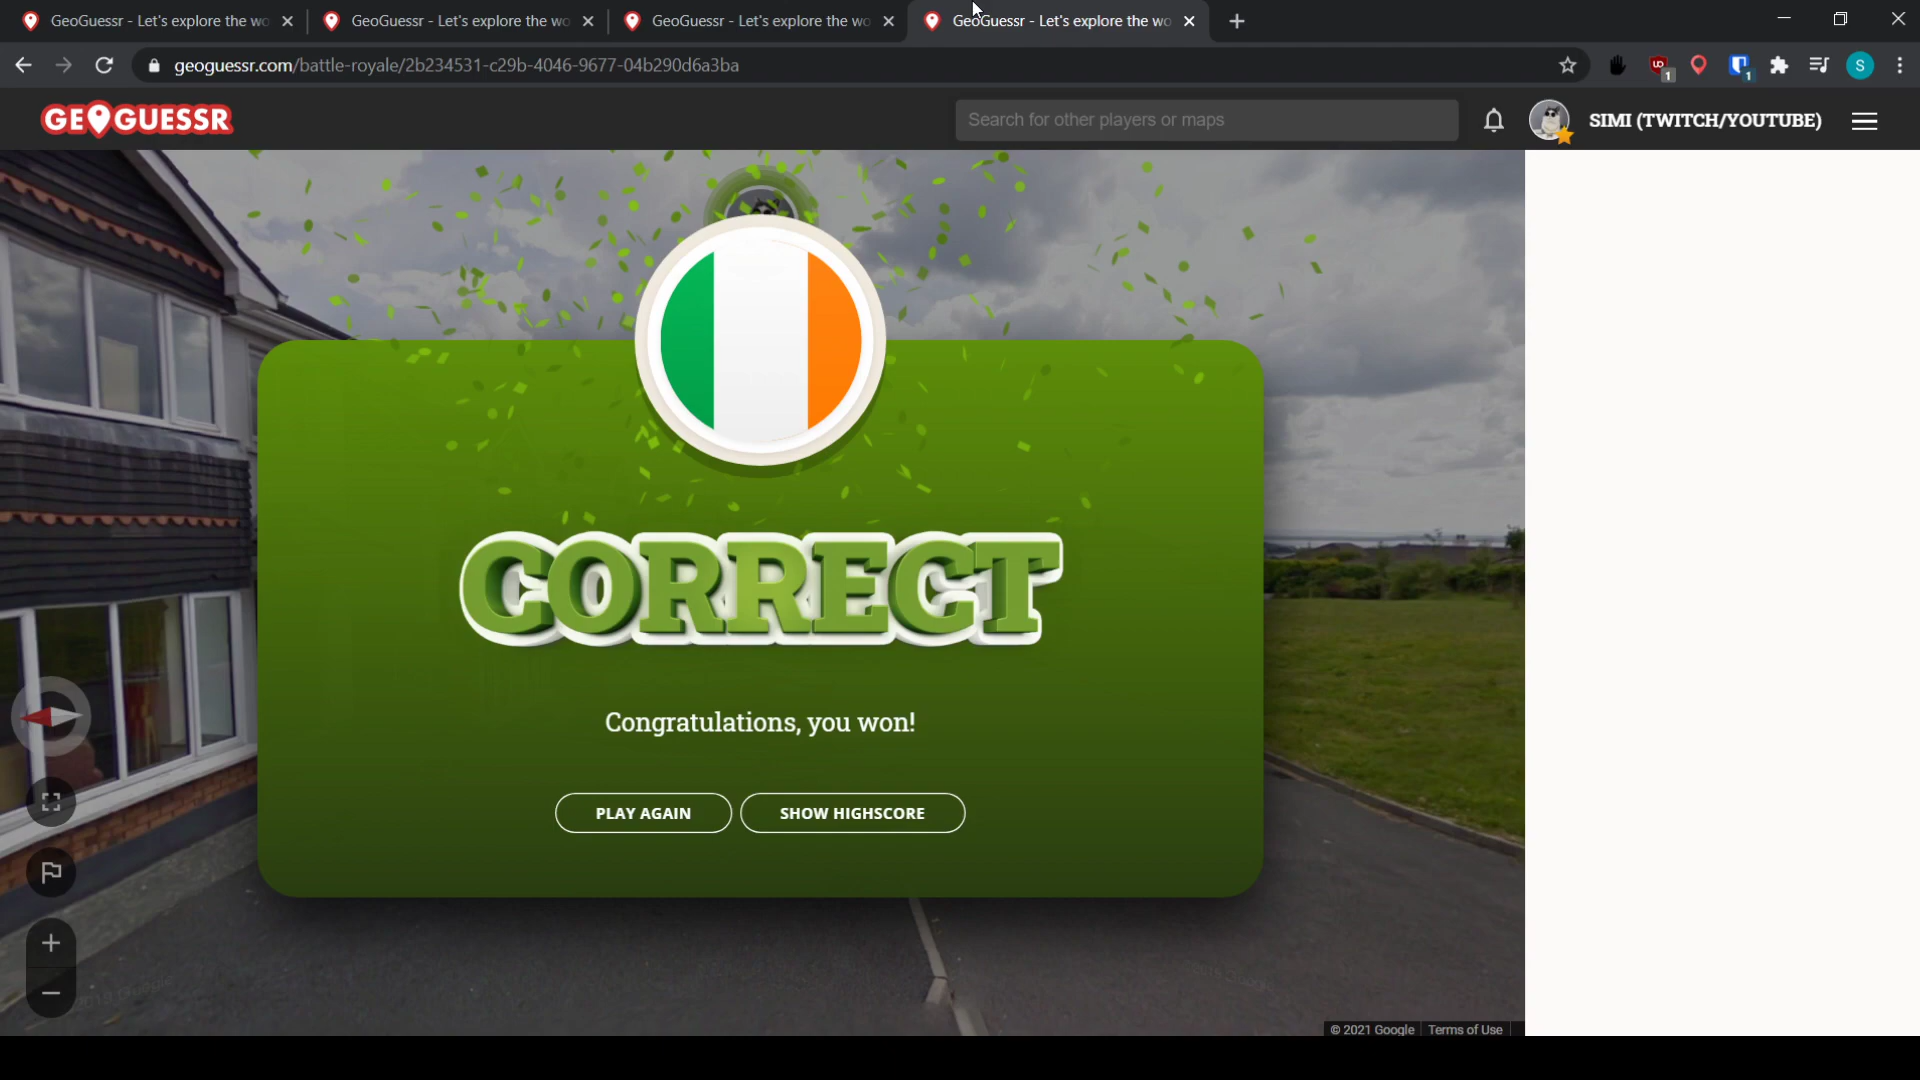 GeoGuessr - Let's explore the wo
GeoGuessr - Let's explore the wo
GeoGuessr - Let's explore the wo
GeoGuessr - Let's explore the wo
geoguessr.com/battle-royale/2b234531-c29b-4046-9677-04b290d6a3ba
1
1
S
GEOGUESSR
Search for other players or maps
SIMI (TWITCH/YOUTUBE)
CORRECT
Congratulations, you won!
PLAY AGAIN
SHOW HIGHSCORE
© 2021 Google
Terms of Use